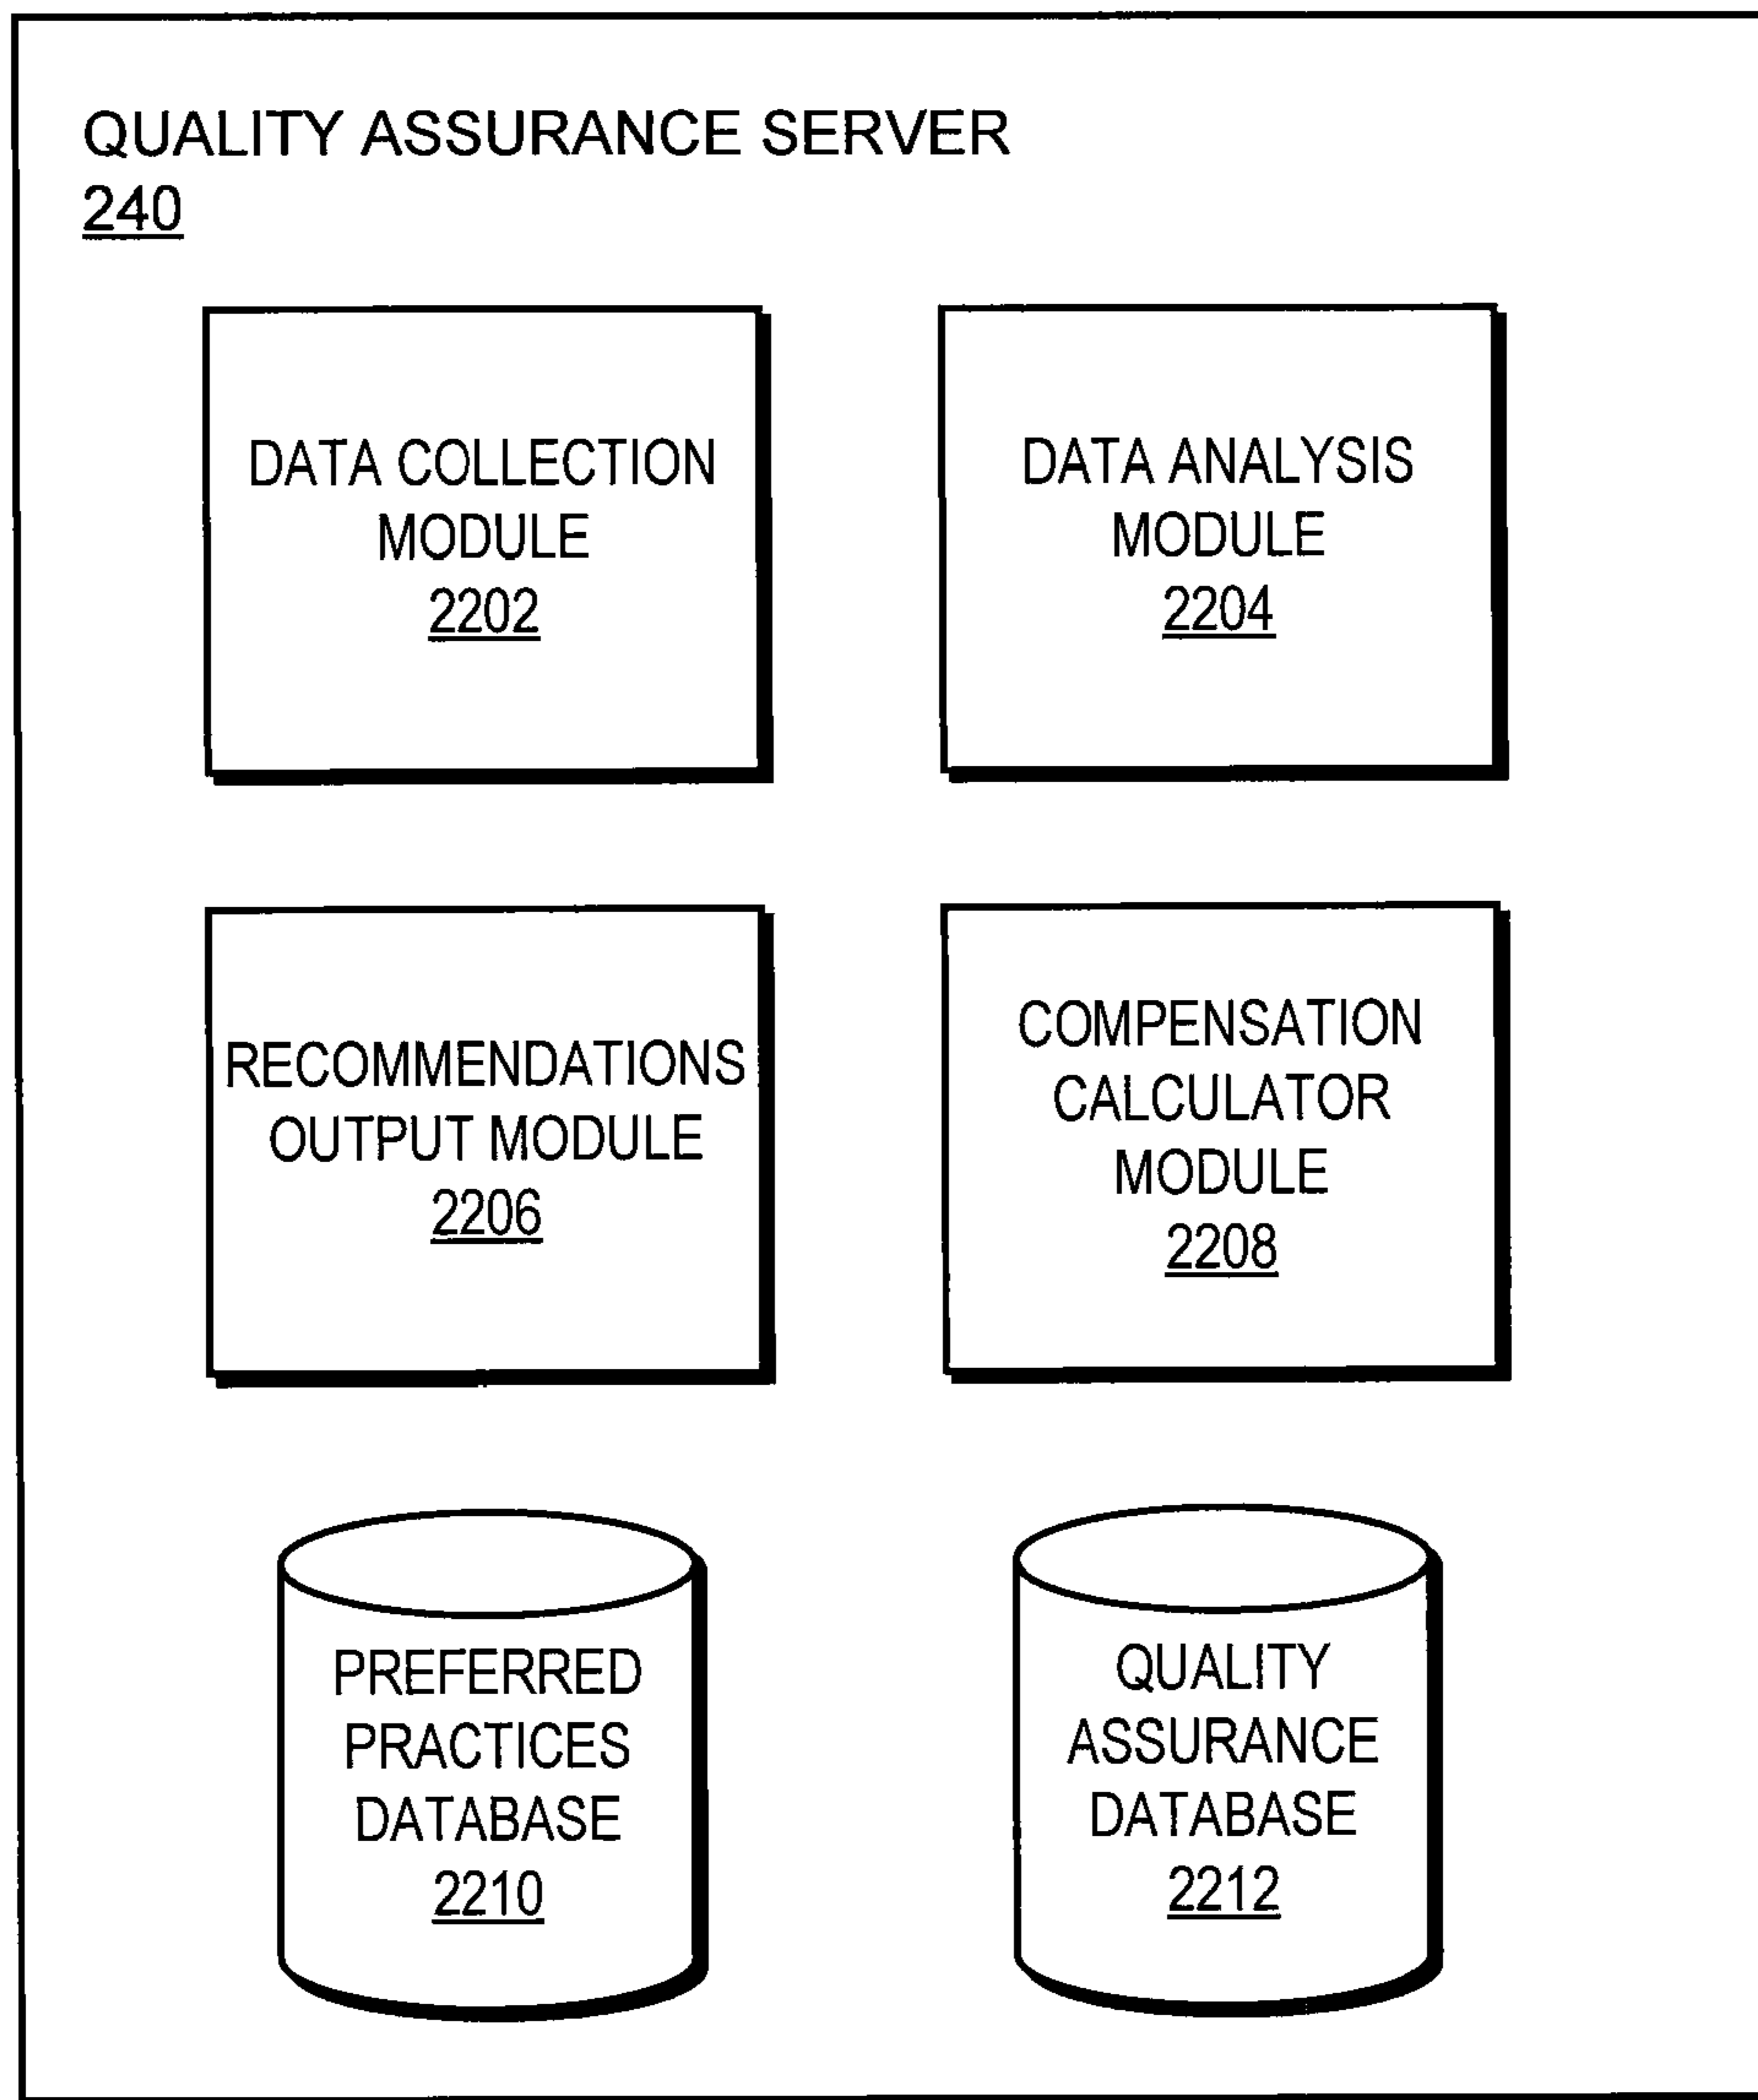 QUALITY ASSURANCE SERVER
240
DATA COLLECTION
MODULE
2202
DATA ANALYSIS
MODULE
2204
RECOMMENDATIONS
OUTPUT MODULE
2206
COMPENSATION
CALCULATOR
MODULE
2208
PREFERRED
PRACTICES
DATABASE
2210
QUALITY
ASSURANCE
DATABASE
2212